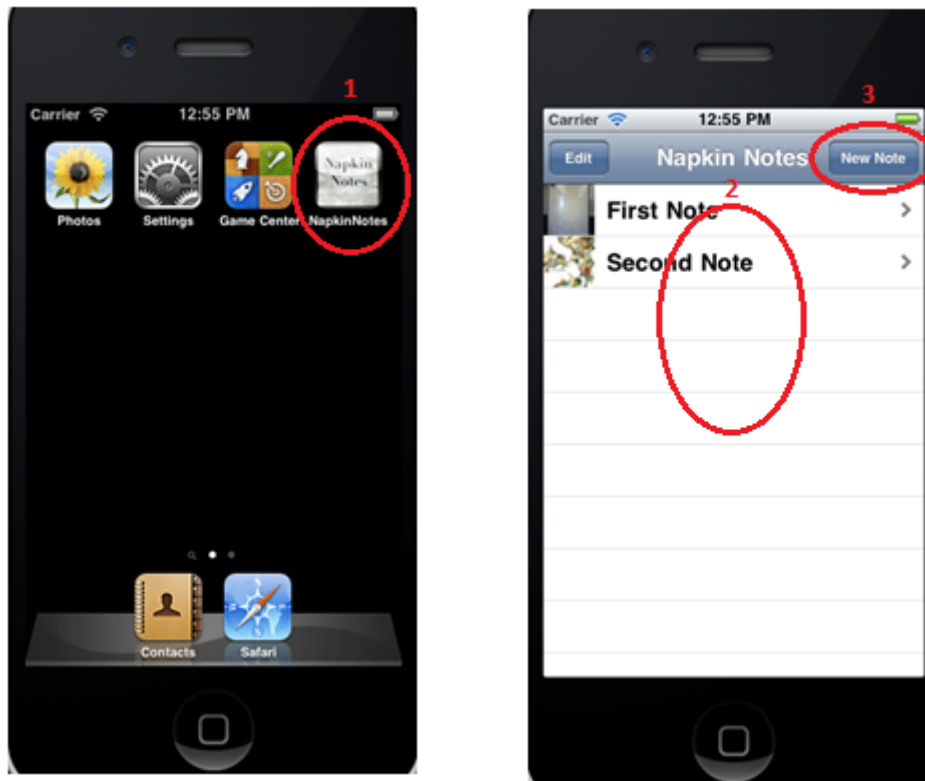 1
Carrier 12:55 PM
Napkin
Notes
Photos Settings Game Center NapkinNotes
Contacts Safari
3
Carrier 12:55 PM
Edit Napkin Notes New Note
2
First Note
Second Note